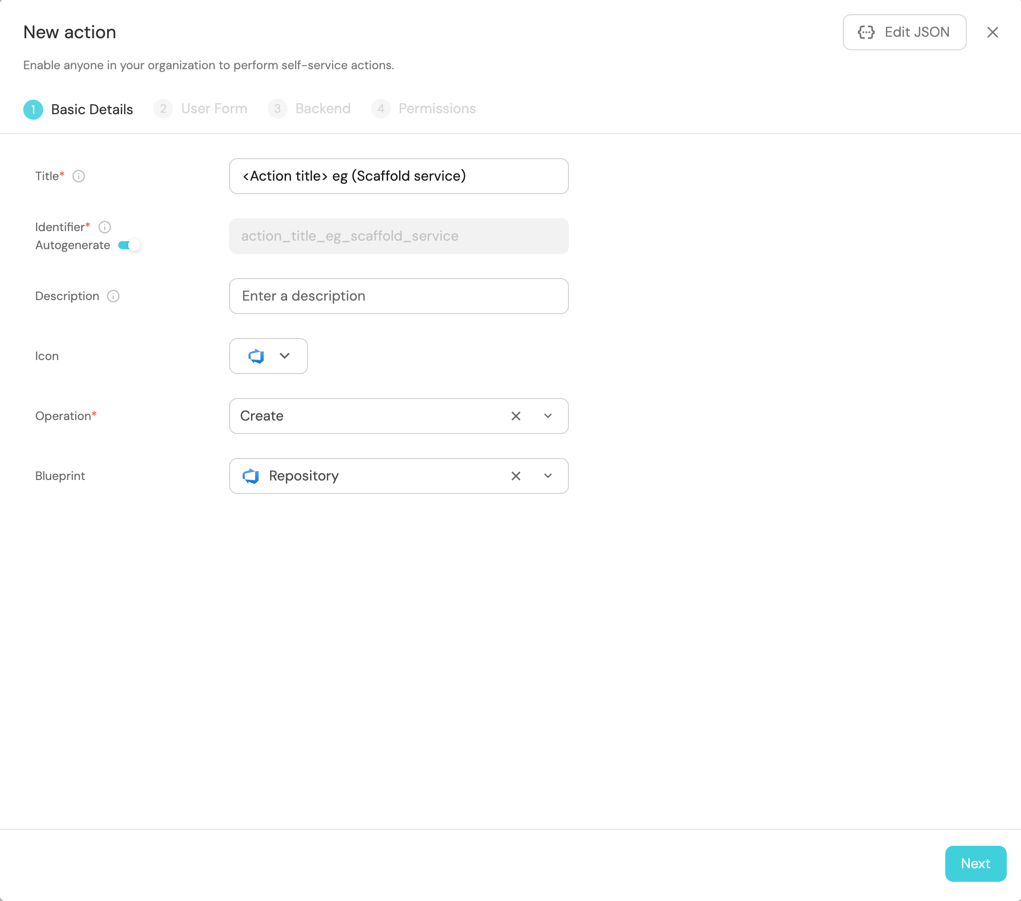 New action
Edit JSON
Enable anyone in your organization to perform self-service actions.
1 Basic Details 2 User Form 3 Backend 4 Permissions
Title*
<Action title> eg (Scaffold service)
Identifier*
Autogenerate
action_title_eg_scaffold_service
Description
Enter a description
Icon
Operation*
Create
Blueprint
Repository
Next